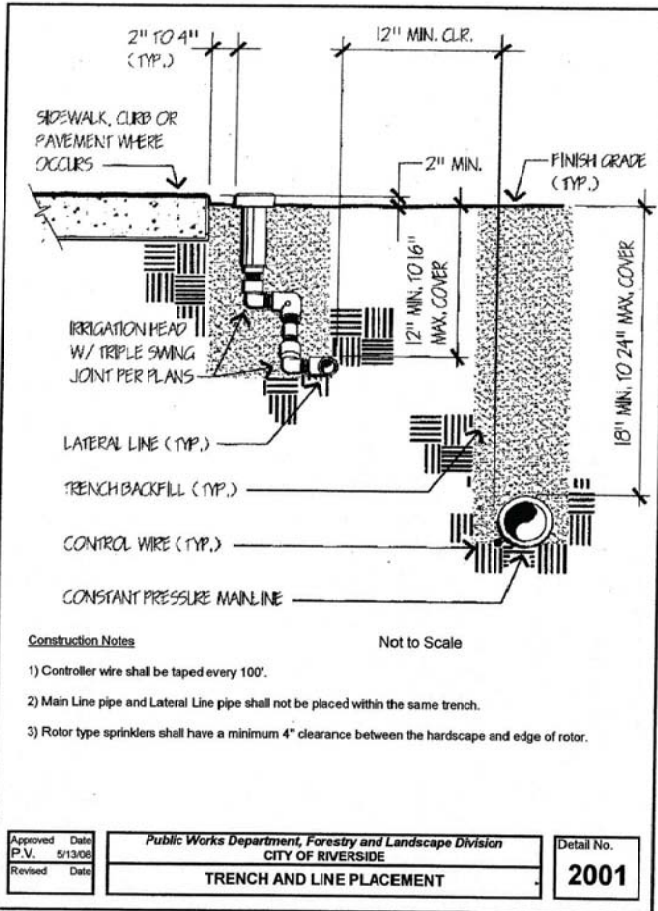 2" TO 4"
(TYP.)
12" MIN. CLR.
SIDEWALK, CURB OR
PAVEMENT WHERE
OCCURS
2" MIN.
FINISH GRADE
(TYP.)
12" MIN. TO 16"
MAX. COVER
18" MIN. TO 24" MAX. COVER
IRRIGATION HEAD
W/ TRIPLE SWING
JOINT PER PLANS
LATERAL LINE (TYP.)
TRENCH BACKFILL (TYP.)
CONTROL WIRE (TYP.)
CONSTANT PRESSURE MAINLINE
Construction Notes
Not to Scale
1) Controller wire shall be taped every 100'.
2) Main Line pipe and Lateral Line pipe shall not be placed within the same trench.
3) Rotor type sprinklers shall have a minimum 4" clearance between the hardscape and edge of rotor.
Approved Date
P.V. 5/13/08
Revised Date
Public Works Department, Forestry and Landscape Division
CITY OF RIVERSIDE
TRENCH AND LINE PLACEMENT
Detail No.
2001